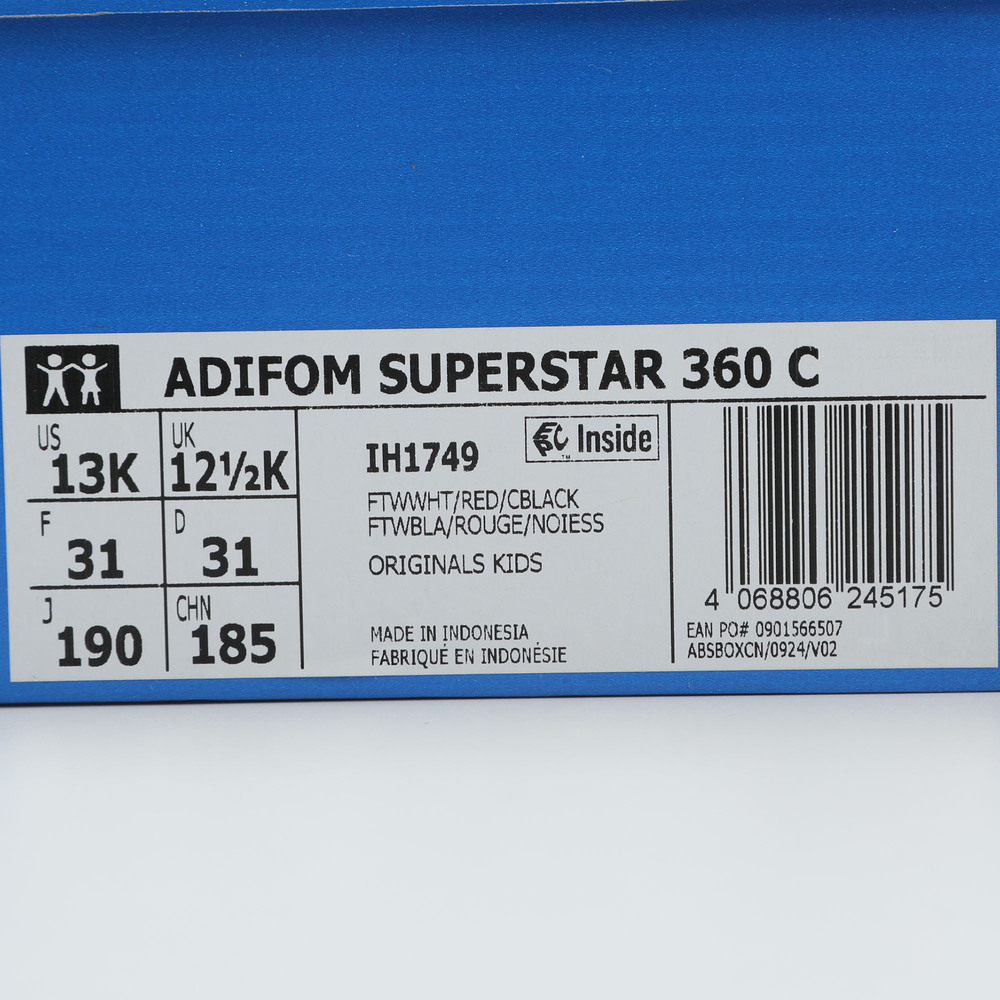 ADIFOM SUPERSTAR 360 C
US 13K
UK 12½K
F 31
D 31
J 190
CHN 185
IH1749
Inside
™
FTWWHT/RED/CBLACK
FTWBLA/ROUGE/NOIESS
ORIGINALS KIDS
MADE IN INDONESIA
FABRIQUÉ EN INDONÉSIE
4 068806 245175
EAN PO# 0901566507
ABSBOXCN/0924/V02